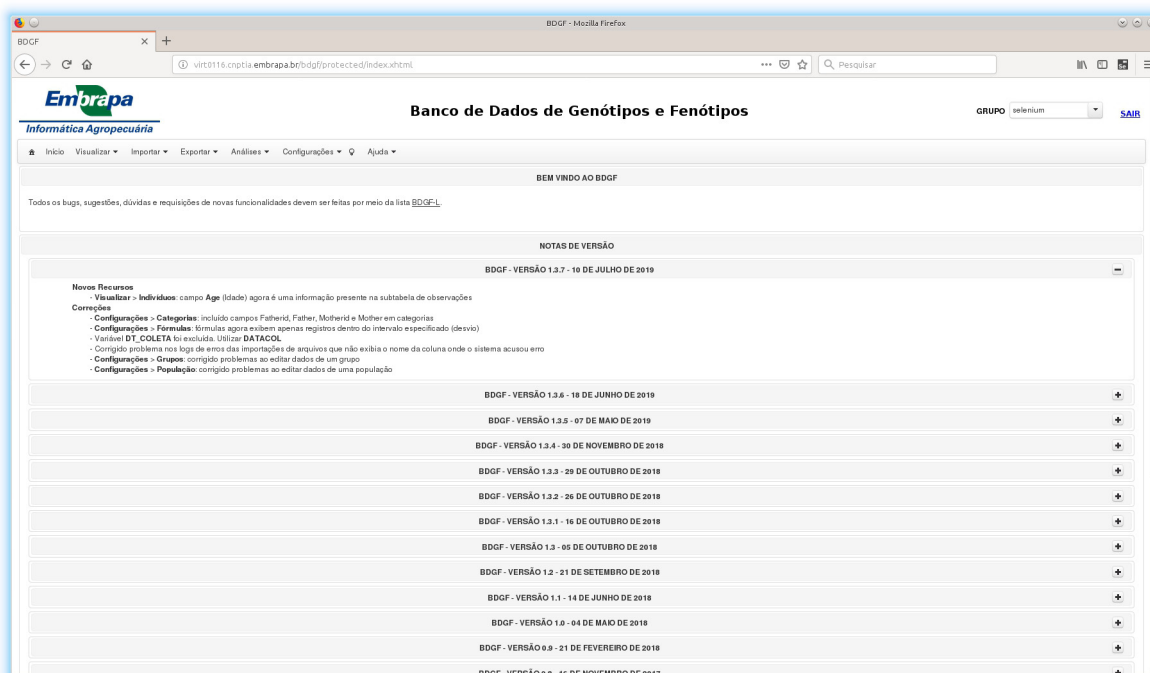 BDGF - Mozilla Firefox
BDGF
virt0116.cnptia.embrapa.br/bdgf/protected/index.xhtml
Pesquisar
Embrapa
Informática Agropecuária
Banco de Dados de Genótipos e Fenótipos
GRUPO selenium SAIR
Início Visualizar Importar Exportar Análises Configurações Ajuda
BEM VINDO AO BDGF
Todos os bugs, sugestões, dúvidas e requisições de novas funcionalidades devem ser feitas por meio da lista BDGF-L.
NOTAS DE VERSÃO
BDGF - VERSÃO 1.3.7 - 10 DE JULHO DE 2019
Novos Recursos
- Visualizar > Indivíduos: campo Age (Idade) agora é uma informação presente na subtabela de observações
Correções
- Configurações > Categorias: incluído campos Fatherid, Father, Motherid e Mother em categorias
- Configurações > Fórmulas: fórmulas agora exibem apenas registros dentro do intervalo especificado (desvio)
- Variável DT_COLETA foi excluída. Utilizar DATACOL
- Corrigido problema nos logs de erros das importações de arquivos que não exibia o nome da coluna onde o sistema acusou erro
- Configurações > Grupos: corrigido problemas ao editar dados de um grupo
- Configurações > População: corrigido problemas ao editar dados de uma população
BDGF - VERSÃO 1.3.6 - 18 DE JUNHO DE 2019
BDGF - VERSÃO 1.3.5 - 07 DE MAIO DE 2019
BDGF - VERSÃO 1.3.4 - 30 DE NOVEMBRO DE 2018
BDGF - VERSÃO 1.3.3 - 29 DE OUTUBRO DE 2018
BDGF - VERSÃO 1.3.2 - 26 DE OUTUBRO DE 2018
BDGF - VERSÃO 1.3.1 - 16 DE OUTUBRO DE 2018
BDGF - VERSÃO 1.3 - 05 DE OUTUBRO DE 2018
BDGF - VERSÃO 1.2 - 21 DE SETEMBRO DE 2018
BDGF - VERSÃO 1.1 - 14 DE JUNHO DE 2018
BDGF - VERSÃO 1.0 - 04 DE MAIO DE 2018
BDGF - VERSÃO 0.9 - 21 DE FEVEREIRO DE 2018
BDGF - VERSÃO DE NOVEMBRO DE 2017